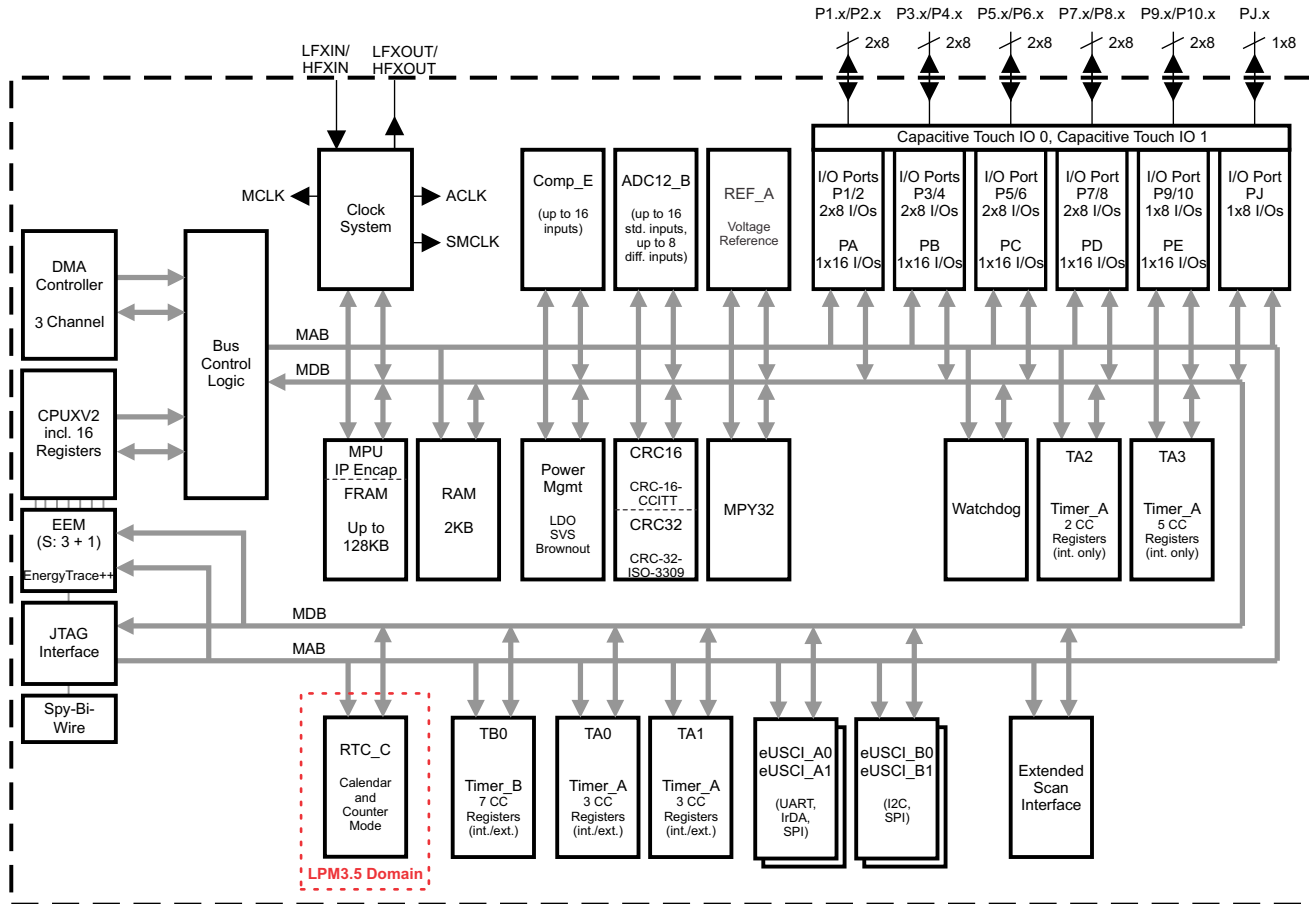 P1.x/P2.x
P3.x/P4.x
P5.x/P6.x
P7.x/P8.x
P9.x/P10.x
PJ.x
2x8
2x8
2x8
2x8
2x8
1x8
LFXIN/
HFXIN
LFXOUT/
HFXOUT
Capacitive Touch IO 0, Capacitive Touch IO 1
MCLK
Clock
System
ACLK
SMCLK
Comp_E
(up to 16
inputs)
ADC12_B
(up to 16
std. inputs,
up to 8
diff. inputs)
REF_A
Voltage
Reference
I/O Ports
P1/2
2x8 I/Os
PA
1x16 I/Os
I/O Ports
P3/4
2x8 I/Os
PB
1x16 I/Os
I/O Port
P5/6
2x8 I/Os
PC
1x16 I/Os
I/O Port
P7/8
2x8 I/Os
PD
1x16 I/Os
I/O Port
P9/10
1x8 I/Os
PE
1x16 I/Os
I/O Port
PJ
1x8 I/Os
DMA
Controller
3 Channel
Bus
Control
Logic
MAB
MDB
CPUXV2
incl. 16
Registers
MPU
IP Encap
FRAM
Up to
128KB
RAM
2KB
Power
Mgmt
LDO
SVS
Brownout
CRC16
CRC-16-
CCITT
CRC32
CRC-32-
ISO-3309
MPY32
Watchdog
TA2
Timer_A
2 CC
Registers
(int. only)
TA3
Timer_A
5 CC
Registers
(int. only)
EEM
(S: 3 + 1)
EnergyTrace++
MDB
JTAG
Interface
MAB
Spy-Bi-
Wire
RTC_C
Calendar
and
Counter
Mode
LPM3.5 Domain
TB0
Timer_B
7 CC
Registers
(int./ext.)
TA0
Timer_A
3 CC
Registers
(int./ext.)
TA1
Timer_A
3 CC
Registers
(int./ext.)
eUSCI_A0
eUSCI_A1
(UART,
IrDA,
SPI)
eUSCI_B0
eUSCI_B1
(I2C,
SPI)
Extended
Scan
Interface